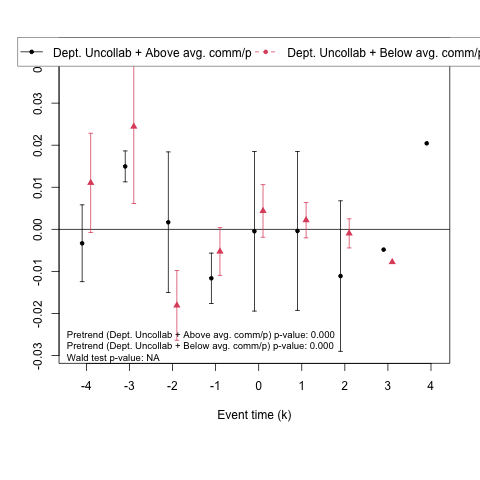 Dept. Uncollab + Above avg. comm/p Dept. Uncollab + Below avg. comm/p
0
0.03
0.02
0.01
0.00
-0.01
-0.02
-0.03
Pretrend (Dept. Uncollab + Above avg. comm/p) p-value: 0.000
Pretrend (Dept. Uncollab + Below avg. comm/p) p-value: 0.000
Wald test p-value: NA
-4 -3 -2 -1 0 1 2 3 4
Event time (k)